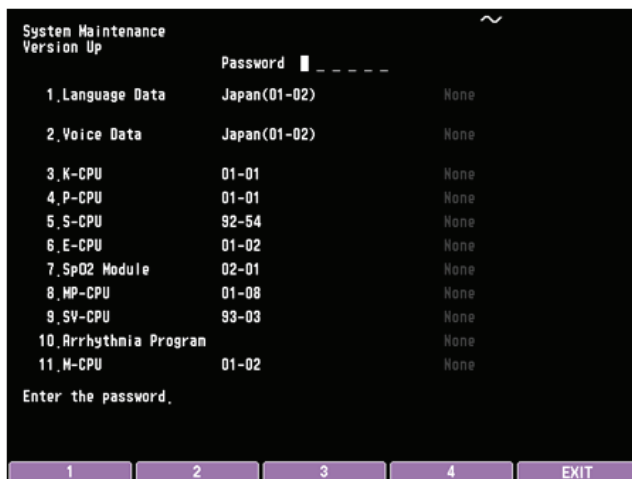 System Maintenance
Version Up
Password _ _ _ _ _
1.Language Data Japan(01-02) None
2.Voice Data Japan(01-02) None
3.K-CPU 01-01 None
4.P-CPU 01-01 None
5.S-CPU 92-54 None
6.E-CPU 01-02 None
7.SpO2 Module 02-01 None
8.MP-CPU 01-08 None
9.SV-CPU 93-03 None
10.Arrhythmia Program None
11.M-CPU 01-02 None
Enter the password.
1 2 3 4 EXIT